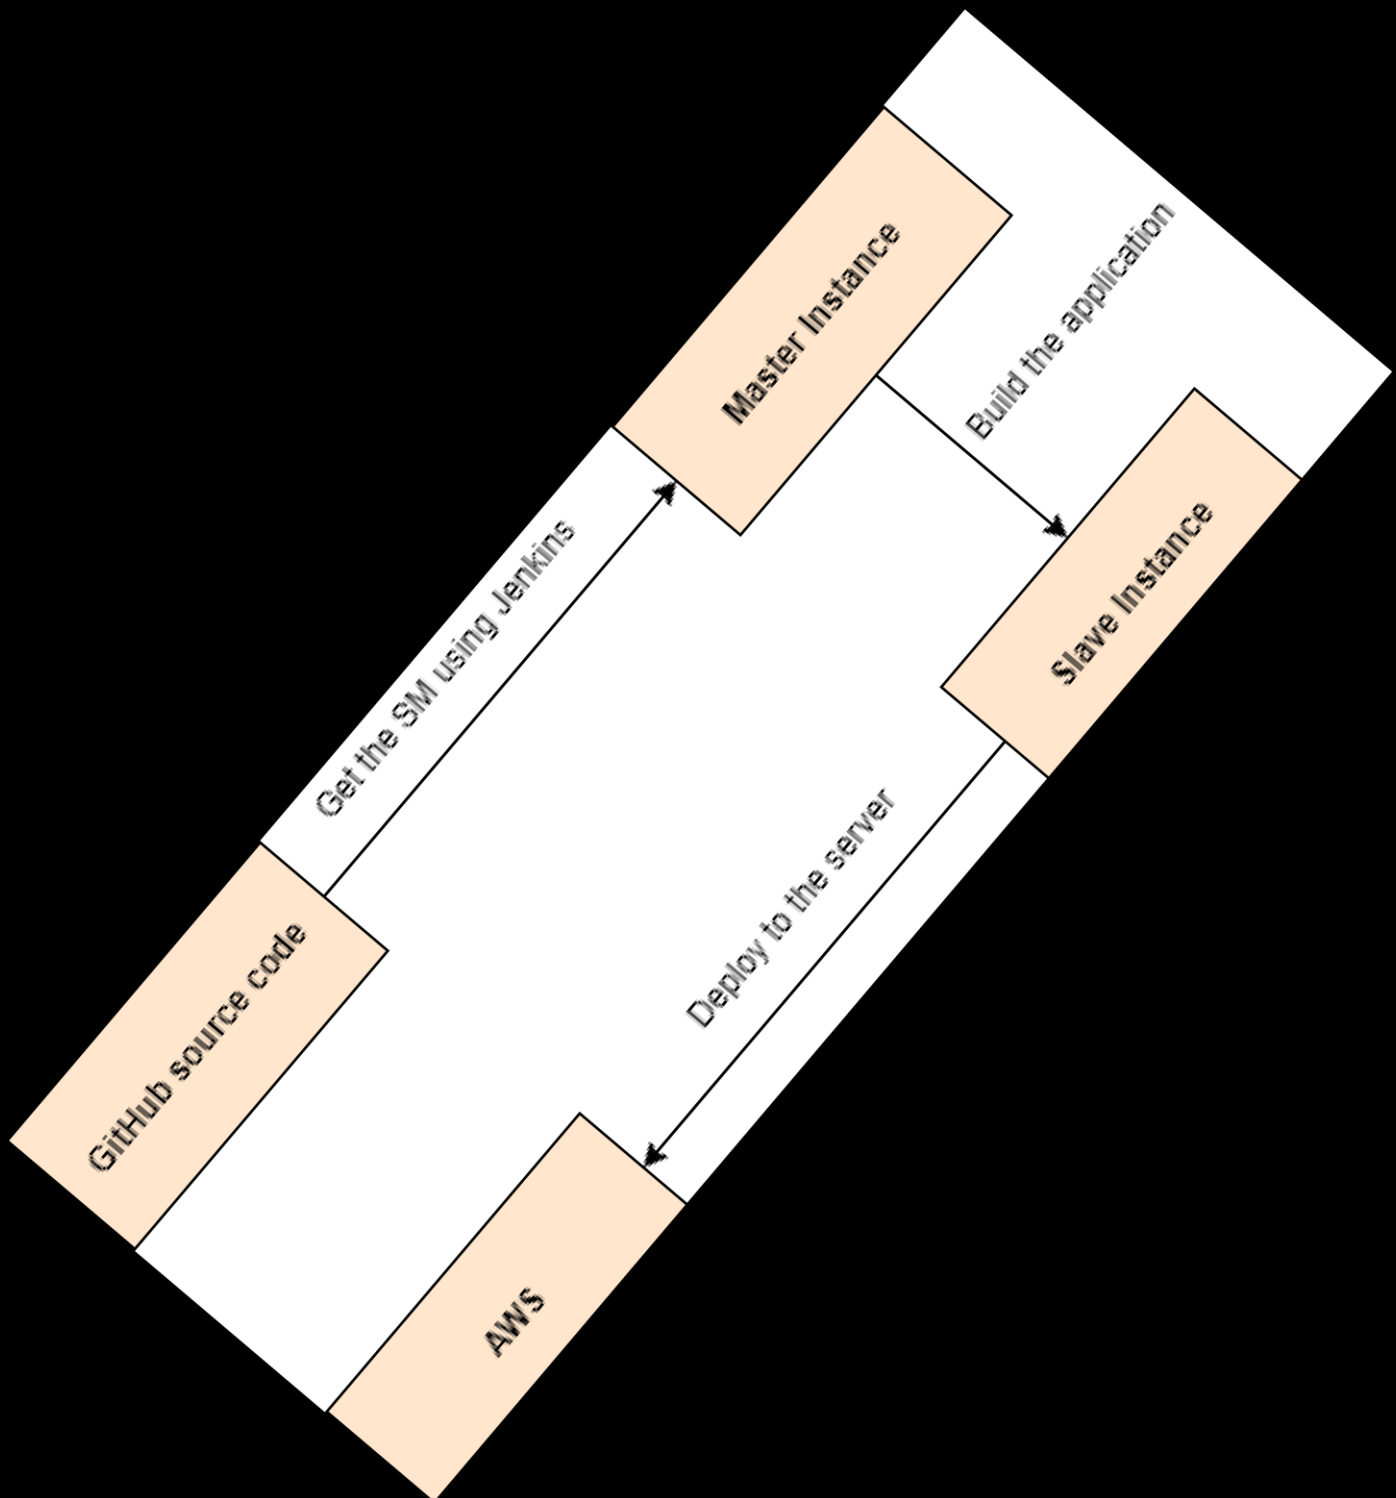 GitHub source code
Get the SM using Jenkins
Master Instance
Build the application
Slave Instance
Deploy to the server
AWS